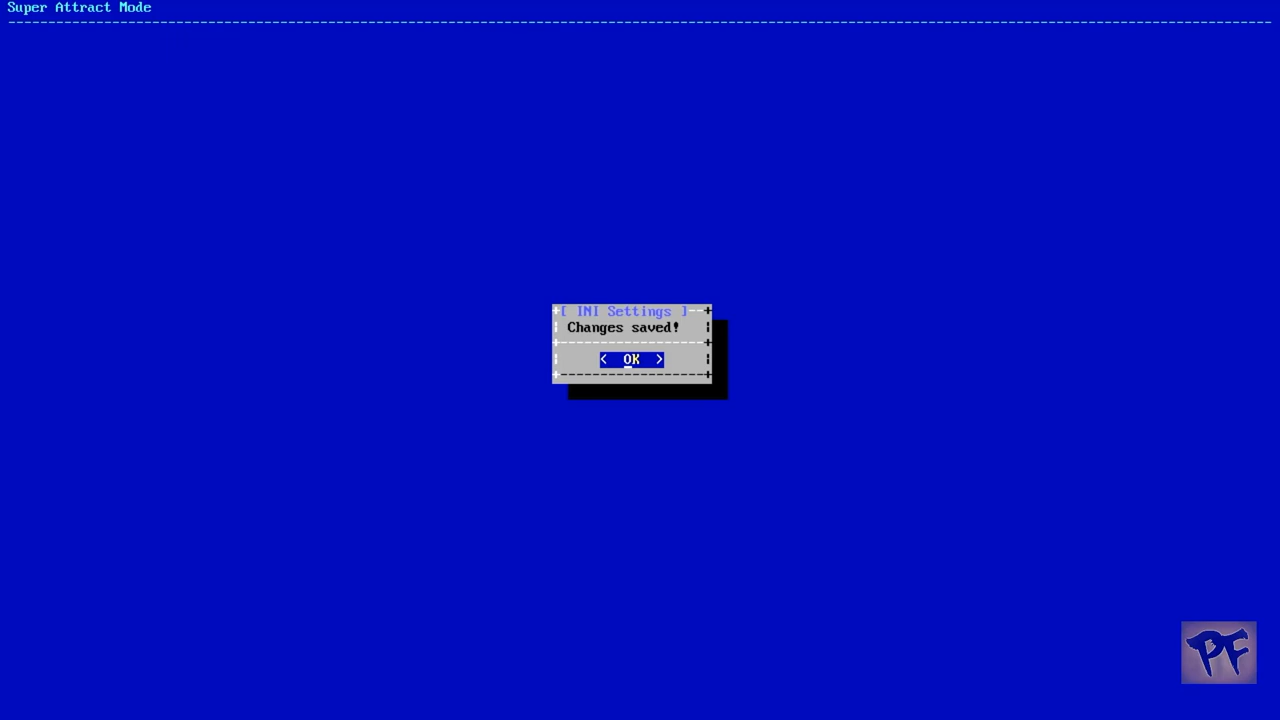 Super Attract Mode
[ INI Settings ]
Changes saved!
< OK >
PF